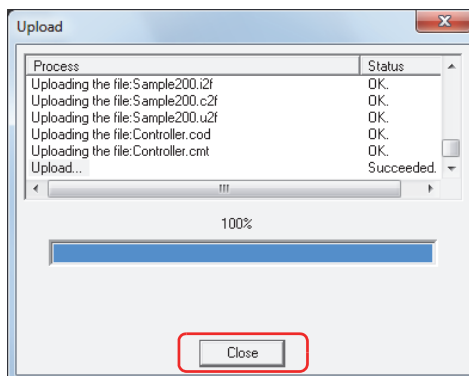 Upload
Process Status
Uploading the file:Sample200.i2f OK.
Uploading the file:Sample200.c2f OK.
Uploading the file:Sample200.u2f OK.
Uploading the file:Controller.cod OK.
Uploading the file:Controller.cmt OK.
Upload... Succeeded.
100%
Close